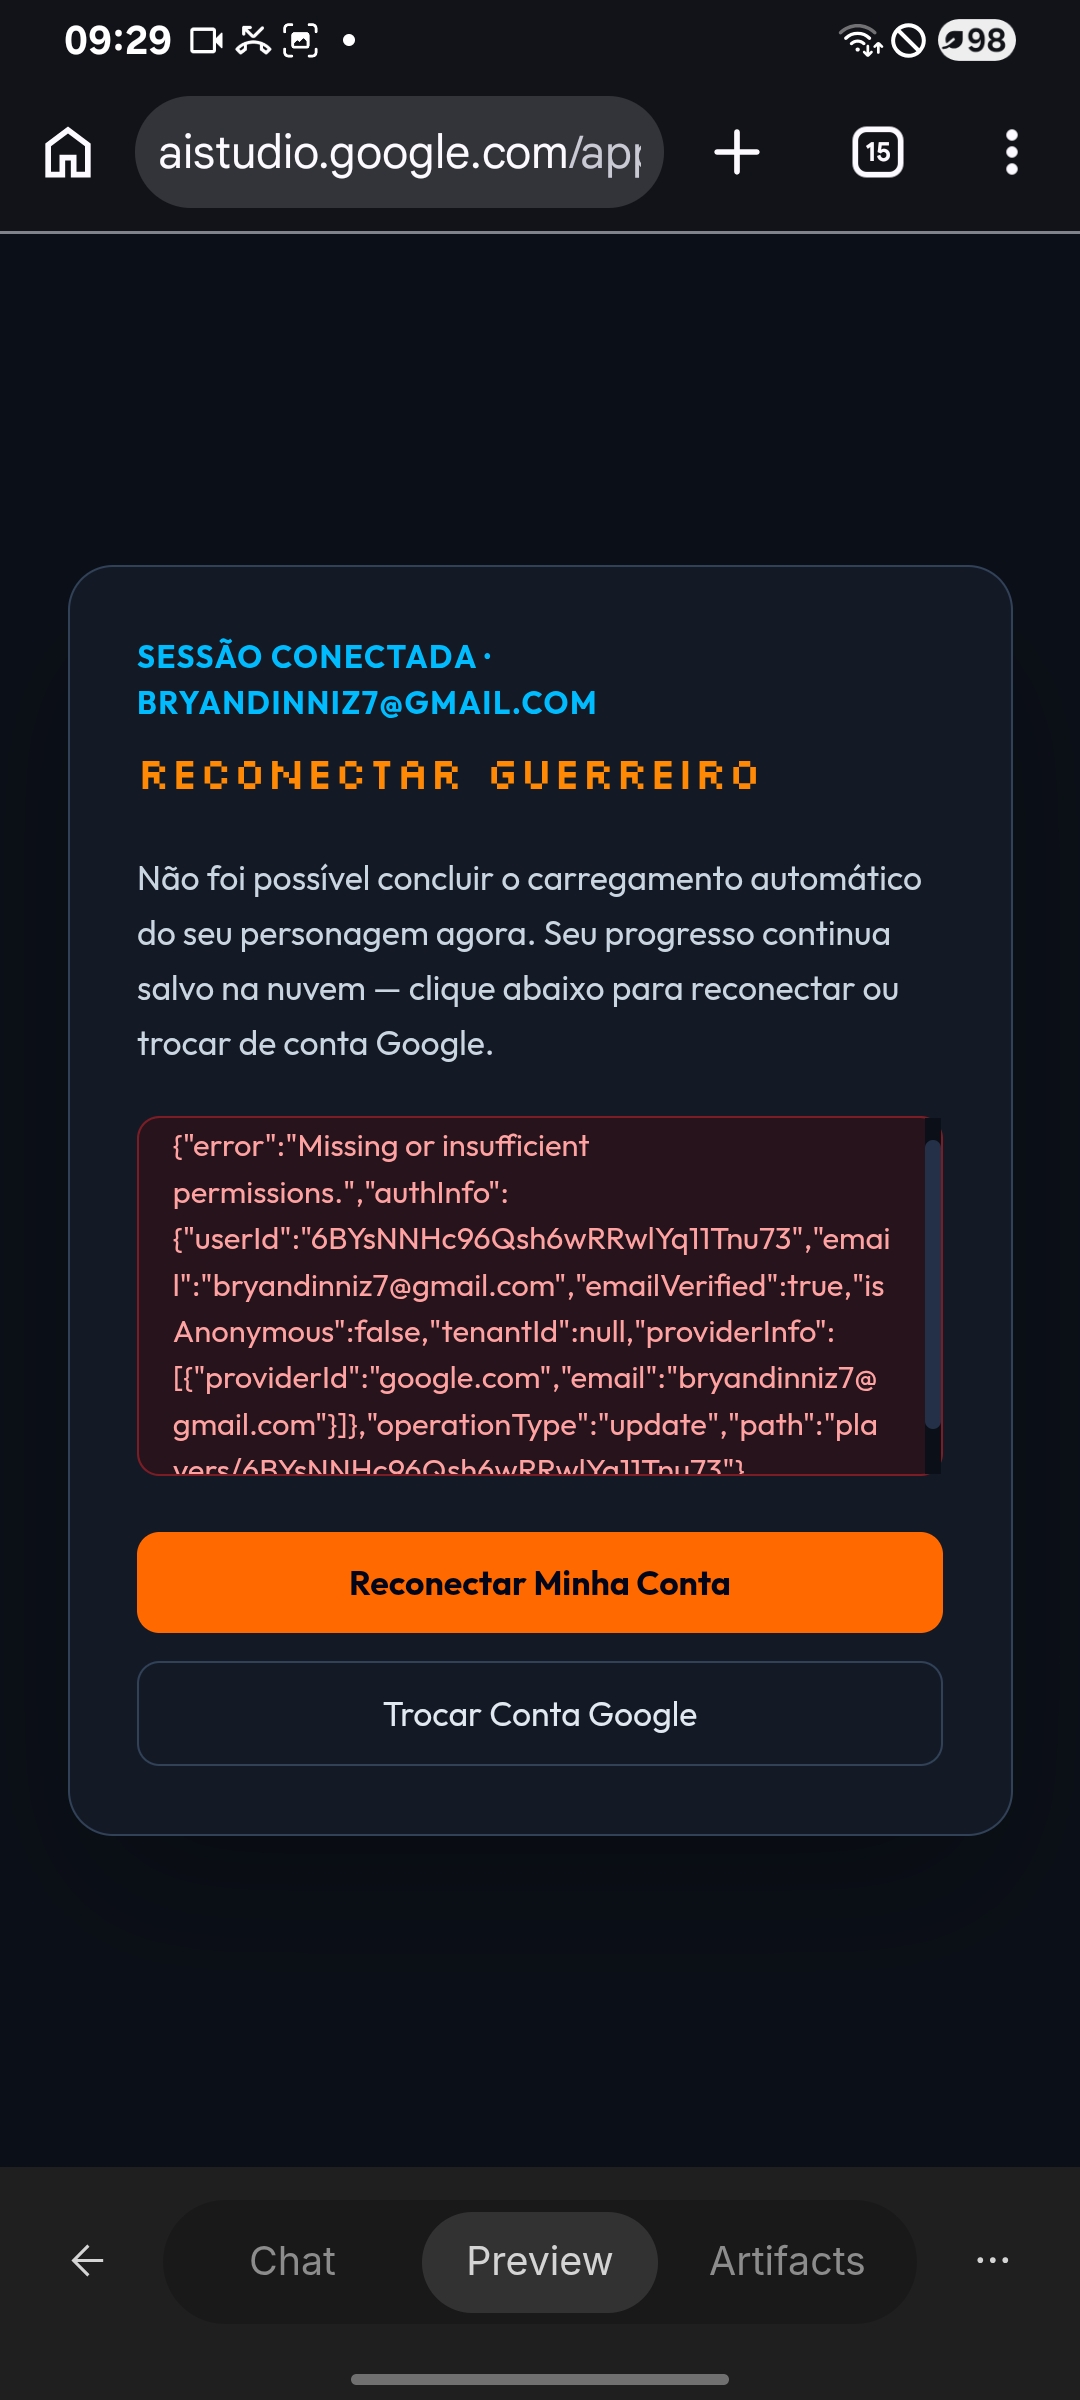 09:29
98
aistudio.google.com/app
15
SESSÃO CONECTADA ·
BRYANDINNIZ7@GMAIL.COM
RECONECTAR GUERREIRO
Não foi possível concluir o carregamento automático
do seu personagem agora. Seu progresso continua
salvo na nuvem — clique abaixo para reconectar ou
trocar de conta Google.
{"error":"Missing or insufficient
permissions.","authInfo":
{"userId":"6BYsNNHc96Qsh6wRRwlYq11Tnu73","emai
l":"bryandinniz7@gmail.com","emailVerified":true,"is
Anonymous":false,"tenantId":null,"providerInfo":
[{"providerId":"google.com","email":"bryandinniz7@
gmail.com"}]},"operationType":"update","path":"pla
yers/6BYsNNHc96Qsh6wRRwlYq11Tnu73"}
Reconectar Minha Conta
Trocar Conta Google
Chat
Preview
Artifacts